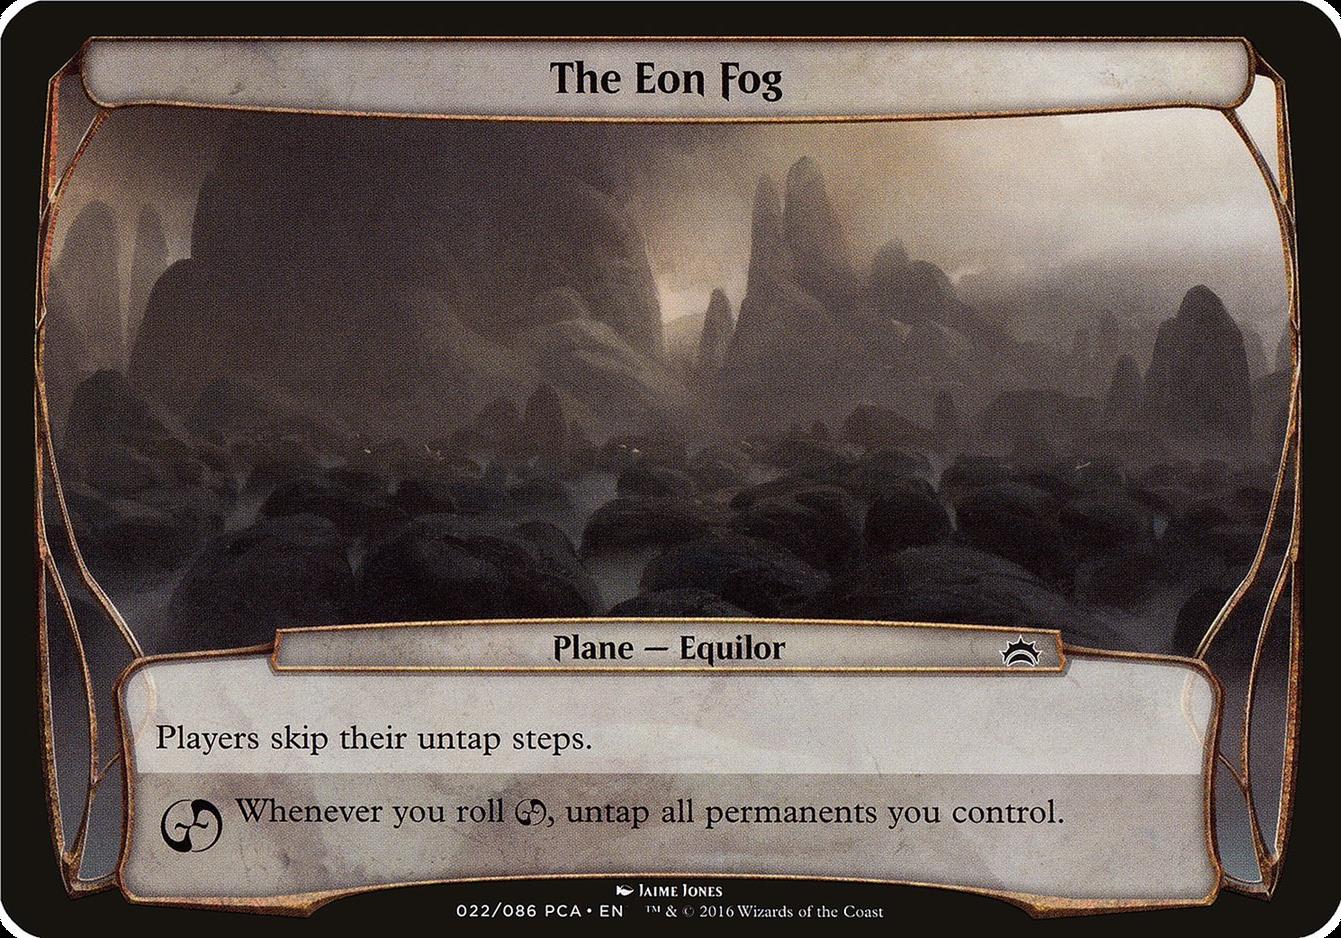 The Eon Fog
Plane — Equilor
Players skip their untap steps.
Whenever you roll , untap all permanents you control.
Jaime Jones
022/086 PCA • EN ™ & © 2016 Wizards of the Coast